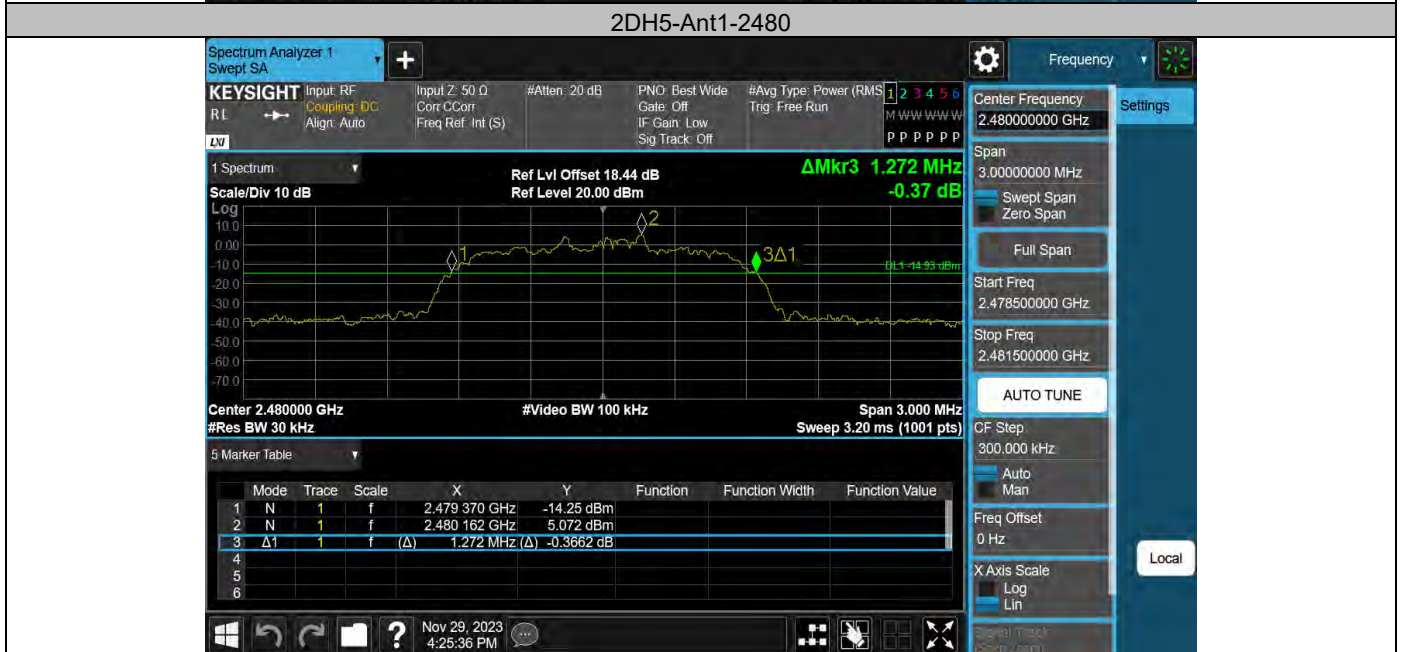 2DH5-Ant1-2480
Spectrum Analyzer 1
Swept SA
+
Frequency
KEYSIGHT
RL
LXI
Input: RF
Coupling: DC
Align: Auto
Input Z: 50 Ω
Corr CCorr
Freq Ref: Int (S)
#Atten: 20 dB
PNO: Best Wide
Gate: Off
IF Gain: Low
Sig Track: Off
#Avg Type: Power (RMS
Trig: Free Run
1 2 3 4 5 6
M W W W W W
P P P P P P
Center Frequency
2.480000000 GHz
Settings
Span
3.00000000 MHz
Swept Span
Zero Span
Full Span
Start Freq
2.478500000 GHz
Stop Freq
2.481500000 GHz
AUTO TUNE
CF Step
300.000 kHz
Auto
Man
Freq Offset
0 Hz
X Axis Scale
Log
Lin
Local
1 Spectrum
Scale/Div 10 dB
Ref Lvl Offset 18.44 dB
Ref Level 20.00 dBm
ΔMkr3 1.272 MHz
-0.37 dB
Log
10.0
0.00
-10.0
-20.0
-30.0
-40.0
-50.0
-60.0
-70.0
1
2
3Δ1
DL1 -14.93 dBm
Center 2.480000 GHz
#Res BW 30 kHz
#Video BW 100 kHz
Span 3.000 MHz
Sweep 3.20 ms (1001 pts)
5 Marker Table
Mode Trace Scale X Y Function Function Width Function Value
1 N 1 f 2.479 370 GHz -14.25 dBm
2 N 1 f 2.480 162 GHz 5.072 dBm
3 Δ1 1 f (Δ) 1.272 MHz (Δ) -0.3662 dB
4
5
6
?
Nov 29, 2023
4:25:36 PM